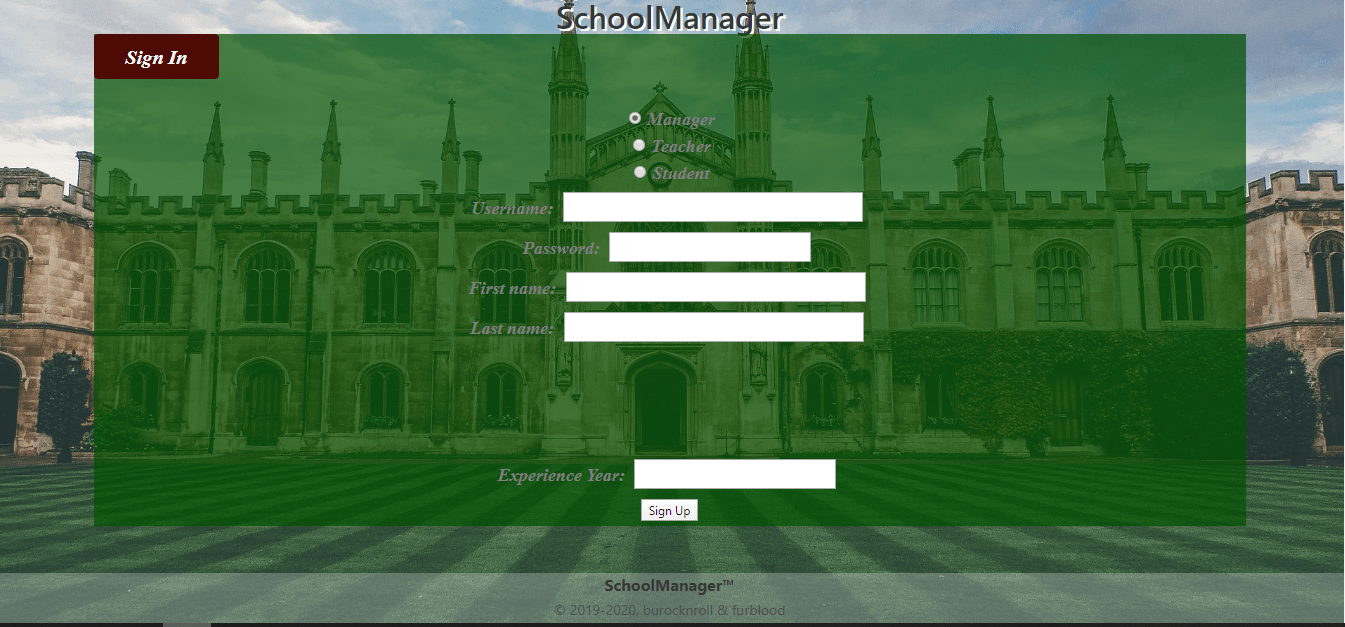 SchoolManager
Sign In
Manager
Teacher
Student
Username:
Password:
First name:
Last name:
Experience Year:
Sign Up
SchoolManager™
© 2019-2020, burocknroll & furblood